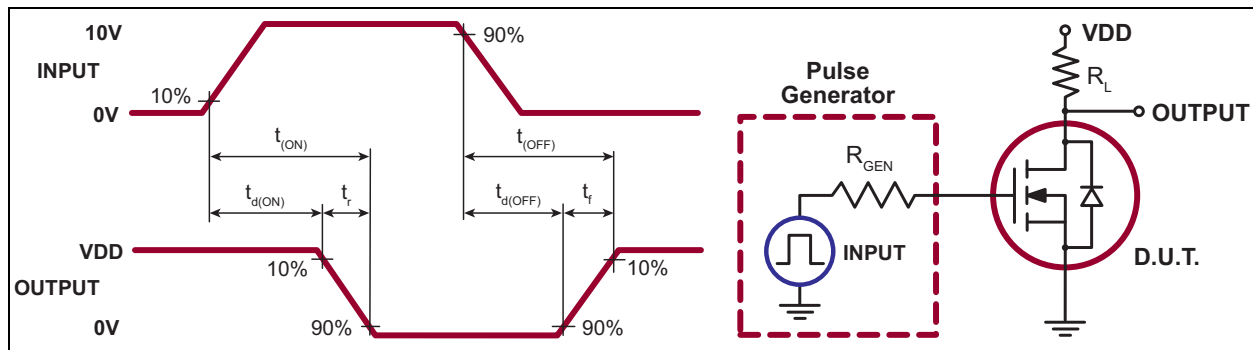 10V
INPUT
0V
10%
90%
t(ON)
t(OFF)
td(ON)
tr
td(OFF)
tf
VDD
OUTPUT
0V
10%
90%
90%
10%
Pulse
Generator
RGEN
INPUT
VDD
RL
OUTPUT
D.U.T.